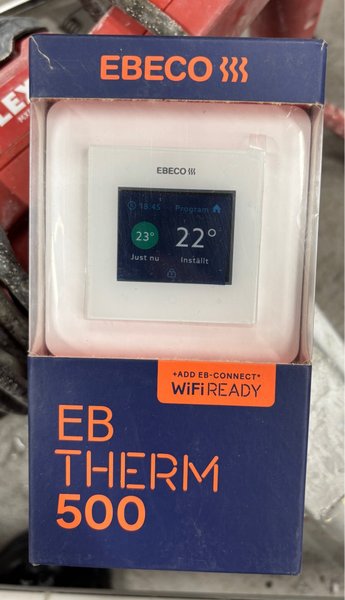 EBECO
EBECO
18:45 Program
23° 22°
Just nu Inställt
+ADD EB-CONNECT*
WiFi READY
EB
THERM
500